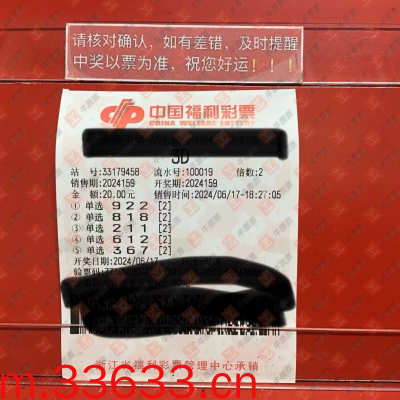 请核对确认，如有差错，及时提醒
中奖以票为准，祝您好运！！！
中国福利彩票
CHINA WELFARE LOTTERY
3D
站 号:33179458 流水号:100019 倍数:2
销售期:2024159 开奖期:2024159
金 额:20.00元 销售时间:2024/06/17-18:27:05
① 单选 9 2 2 [2]
② 单选 8 1 8 [2]
③ 单选 2 1 1 [2]
④ 单选 6 1 2 [2]
⑤ 单选 3 6 7 [2]
开奖日期:2024/06/17
验票码:
浙江省福利彩票管理中心承销
m.33633.cn